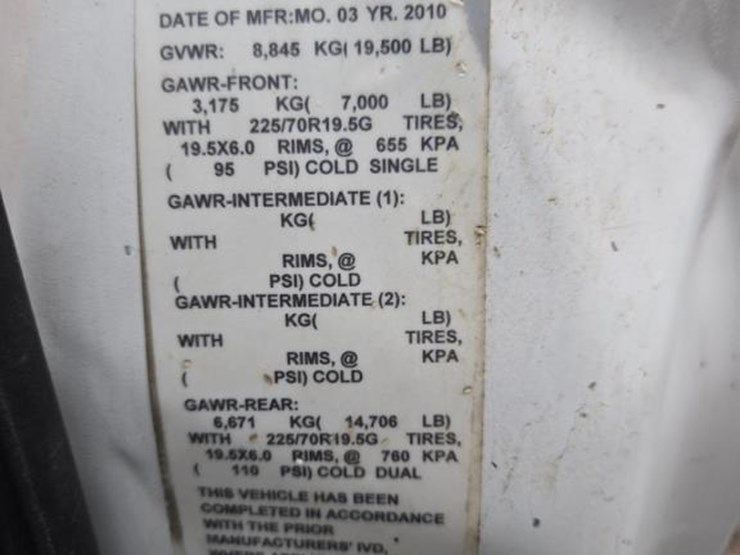 DATE OF MFR:MO. 03 YR. 2010
GVWR: 8,845 KG( 19,500 LB)
GAWR-FRONT:
3,175 KG( 7,000 LB)
WITH 225/70R19.5G TIRES,
19.5X6.0 RIMS, @ 655 KPA
( 95 PSI) COLD SINGLE
GAWR-INTERMEDIATE (1):
KG( LB)
WITH TIRES,
RIMS, @ KPA
( PSI) COLD
GAWR-INTERMEDIATE (2):
KG( LB)
WITH TIRES,
RIMS, @ KPA
( PSI) COLD
GAWR-REAR:
6,671 KG( 14,706 LB)
WITH 225/70R19.5G TIRES,
19.5X6.0 RIMS, @ 760 KPA
( 110 PSI) COLD DUAL
THIS VEHICLE HAS BEEN
COMPLETED IN ACCORDANCE
WITH THE PRIOR
MANUFACTURERS' IVD,